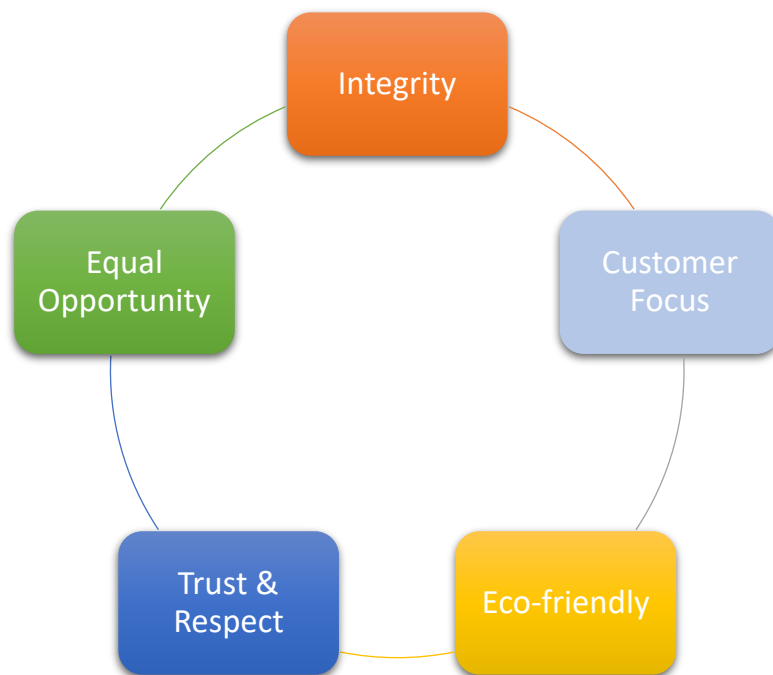 Integrity
Customer
Focus
Eco-friendly
Trust &
Respect
Equal
Opportunity